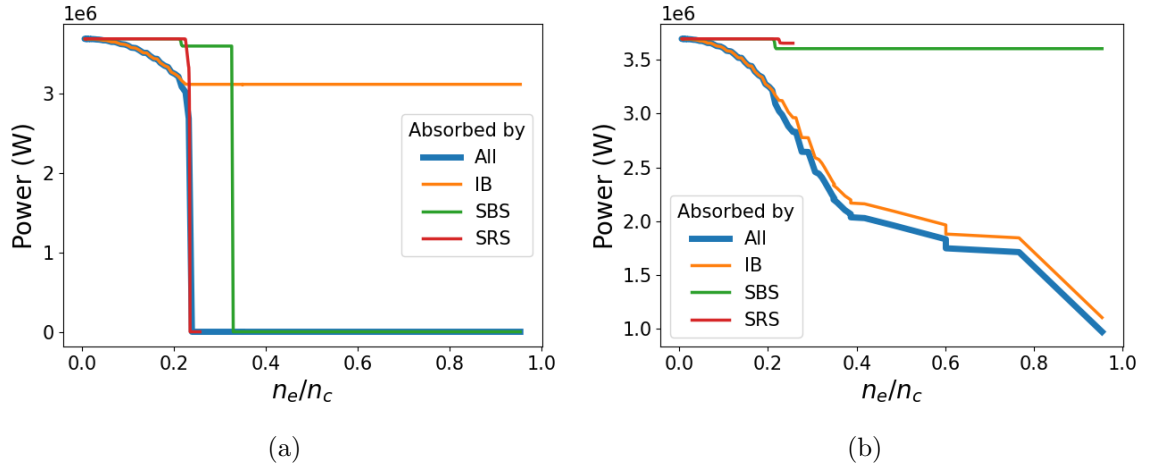 1e6
Power (W)
3
2
1
0
Absorbed by
All
IB
SBS
SRS
0.0 0.2 0.4 0.6 0.8 1.0
n_e/n_c
(a)
1e6
Power (W)
3.5
3.0
2.5
2.0
1.5
1.0
Absorbed by
All
IB
SBS
SRS
0.0 0.2 0.4 0.6 0.8 1.0
n_e/n_c
(b)